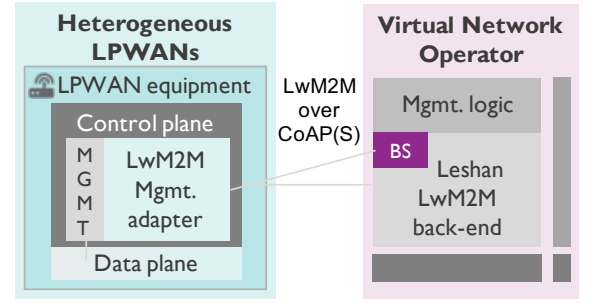 Heterogeneous
LPWANs
LPWAN equipment
Control plane
M
G
M
T
LwM2M
Mgmt.
adapter
Data plane
LwM2M
over
CoAP(S)
Virtual Network
Operator
Mgmt. logic
BS
Leshan
LwM2M
back-end